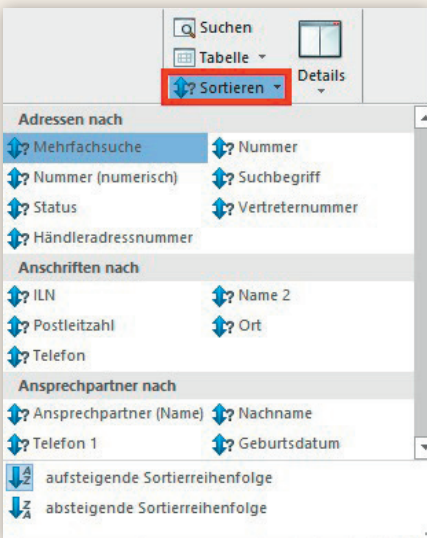 Suchen
Tabelle
Sortieren
Details
Adressen nach
Mehrfachsuche Nummer
Nummer (numerisch) Suchbegriff
Status Vertreternummer
Händleradressnummer
Anschriften nach
ILN Name 2
Postleitzahl Ort
Telefon
Ansprechpartner nach
Ansprechpartner (Name) Nachname
Telefon 1 Geburtsdatum
aufsteigende Sortierreihenfolge
absteigende Sortierreihenfolge